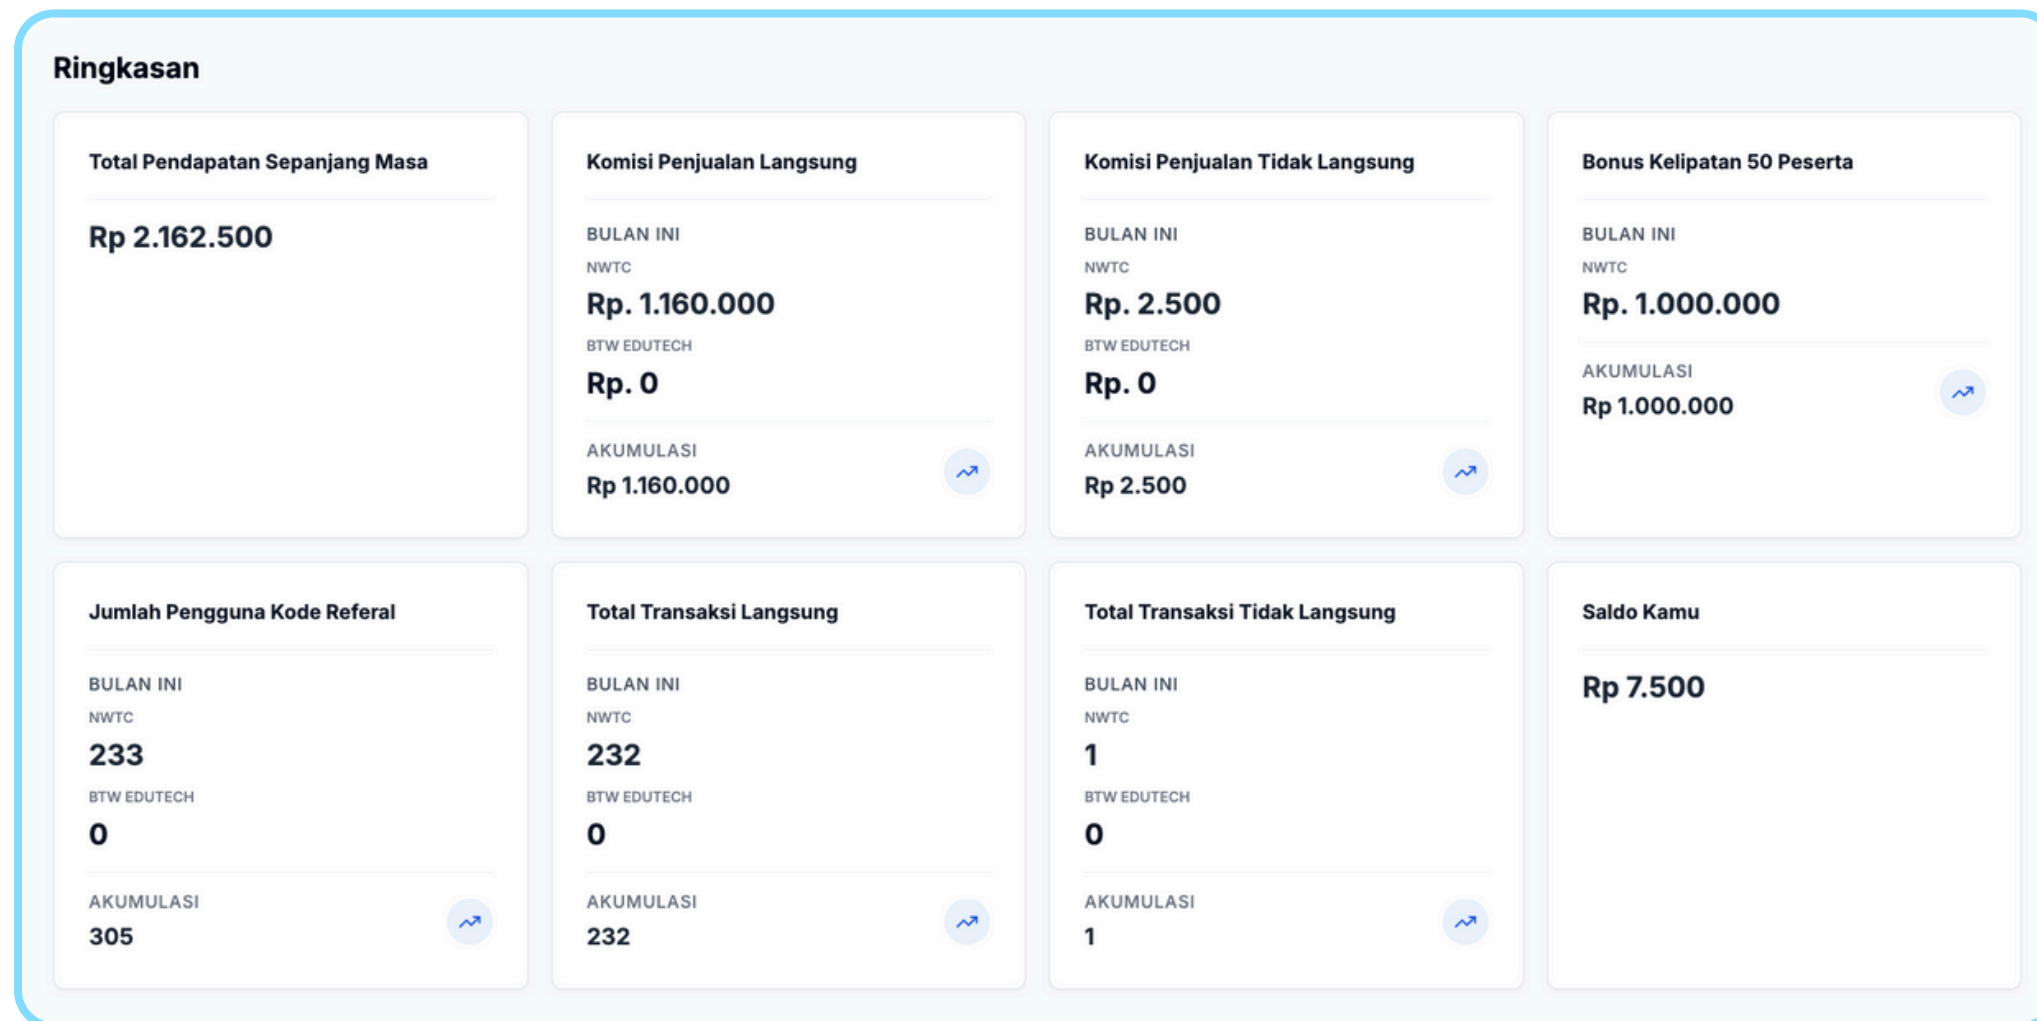 Ringkasan
Total Pendapatan Sepanjang Masa
Rp 2.162.500
Komisi Penjualan Langsung
BULAN INI
NWTC
Rp. 1.160.000
BTW EDUTECH
Rp. 0
AKUMULASI
Rp 1.160.000
Komisi Penjualan Tidak Langsung
BULAN INI
NWTC
Rp. 2.500
BTW EDUTECH
Rp. 0
AKUMULASI
Rp 2.500
Bonus Kelipatan 50 Peserta
BULAN INI
NWTC
Rp. 1.000.000
AKUMULASI
Rp 1.000.000
Jumlah Pengguna Kode Referal
BULAN INI
NWTC
233
BTW EDUTECH
0
AKUMULASI
305
Total Transaksi Langsung
BULAN INI
NWTC
232
BTW EDUTECH
0
AKUMULASI
232
Total Transaksi Tidak Langsung
BULAN INI
NWTC
1
BTW EDUTECH
0
AKUMULASI
1
Saldo Kamu
Rp 7.500